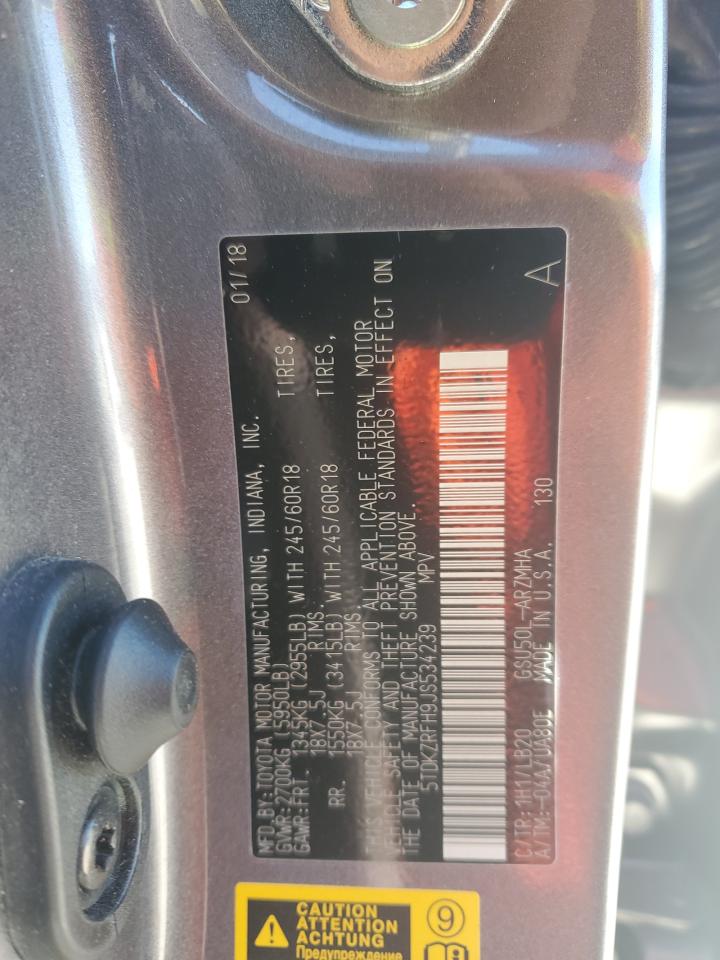 01/18
MFD.BY:TOYOTA MOTOR MANUFACTURING, INDIANA, INC.
GVWR:2700KG (5950LB)
GAWR:FRT. 1345KG (2955LB) WITH 245/60R18 TIRES,
18X7.5J RIMS.
RR. 1550KG (3415LB) WITH 245/60R18 TIRES,
18X7.5J RIMS.
THIS VEHICLE CONFORMS TO ALL APPLICABLE FEDERAL MOTOR
VEHICLE SAFETY AND THEFT PREVENTION STANDARDS IN EFFECT ON
THE DATE OF MANUFACTURE SHOWN ABOVE.
5TDKZRFH9JS534239 MPV
C/TR:1H1/LB20 GSU50L-ARZMHA
A/TM:-04A/UA80E MADE IN U.S.A. 130
A
CAUTION
ATTENTION
ACHTUNG
Предупреждение
9